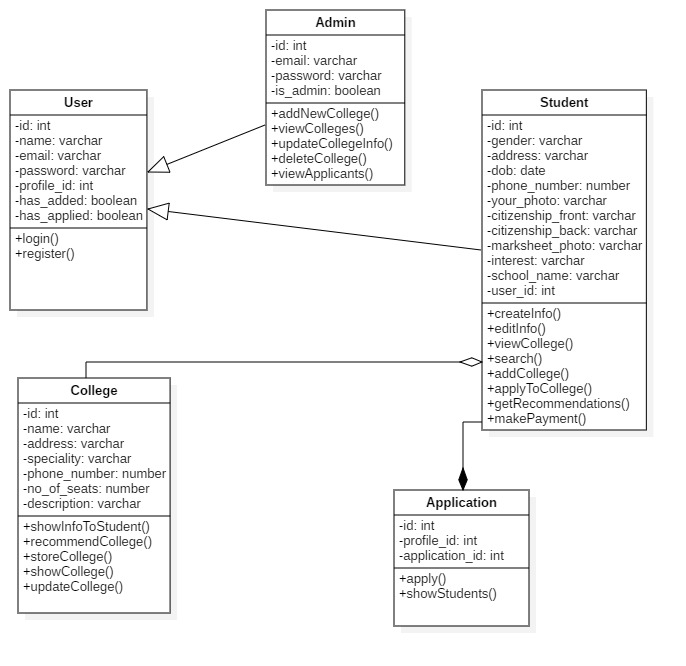 Admin
-id: int
-email: varchar
-password: varchar
-is_admin: boolean
+addNewCollege()
+viewColleges()
+updateCollegeInfo()
+deleteCollege()
+viewApplicants()
User
-id: int
-name: varchar
-email: varchar
-password: varchar
-profile_id: int
-has_added: boolean
-has_applied: boolean
+login()
+register()
Student
-id: int
-gender: varchar
-address: varchar
-dob: date
-phone_number: number
-your_photo: varchar
-citizenship_front: varchar
-citizenship_back: varchar
-marksheet_photo: varchar
-interest: varchar
-school_name: varchar
-user_id: int
+createInfo()
+editInfo()
+viewCollege()
+search()
+addCollege()
+applyToCollege()
+getRecommendations()
+makePayment()
College
-id: int
-name: varchar
-address: varchar
-speciality: varchar
-phone_number: number
-no_of_seats: number
-description: varchar
+showInfoToStudent()
+recommendCollege()
+storeCollege()
+showCollege()
+updateCollege()
Application
-id: int
-profile_id: int
-application_id: int
+apply()
+showStudents()